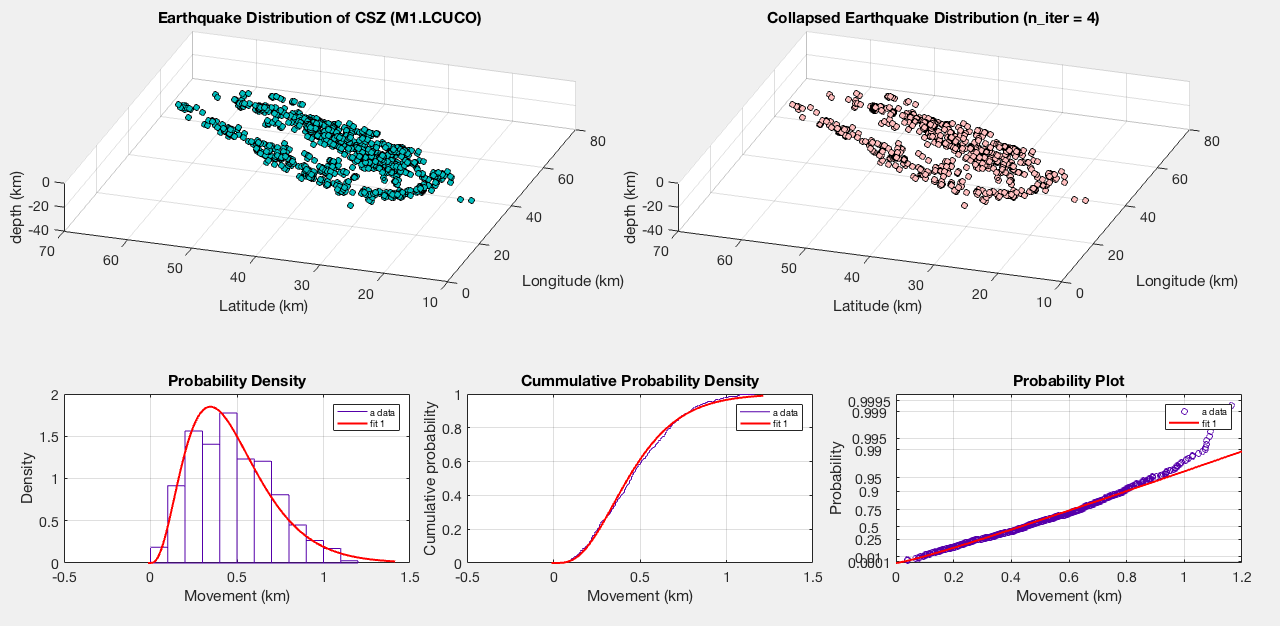 Earthquake Distribution of CSZ (M1.LCUCO)
depth (km)
0
-20
-40
70
60
50
40
30
20
10
Latitude (km)
0
20
40
60
80
Longitude (km)
Collapsed Earthquake Distribution (n_iter = 4)
depth (km)
0
-20
-40
70
60
50
40
30
20
10
Latitude (km)
0
20
40
60
80
Longitude (km)
Probability Density
Density
2
1.5
1
0.5
0
-0.5
0
0.5
1
1.5
Movement (km)
a data
fit 1
Cummulative Probability Density
Cumulative probability
1
0.8
0.6
0.4
0.2
0
-0.5
0
0.5
1
1.5
Movement (km)
a data
fit 1
Probability Plot
Probability
0.9995
0.999
0.995
0.99
0.95
0.9
0.75
0.5
0.25
0.0001
0
0.2
0.4
0.6
0.8
1
1.2
Movement (km)
a data
fit 1